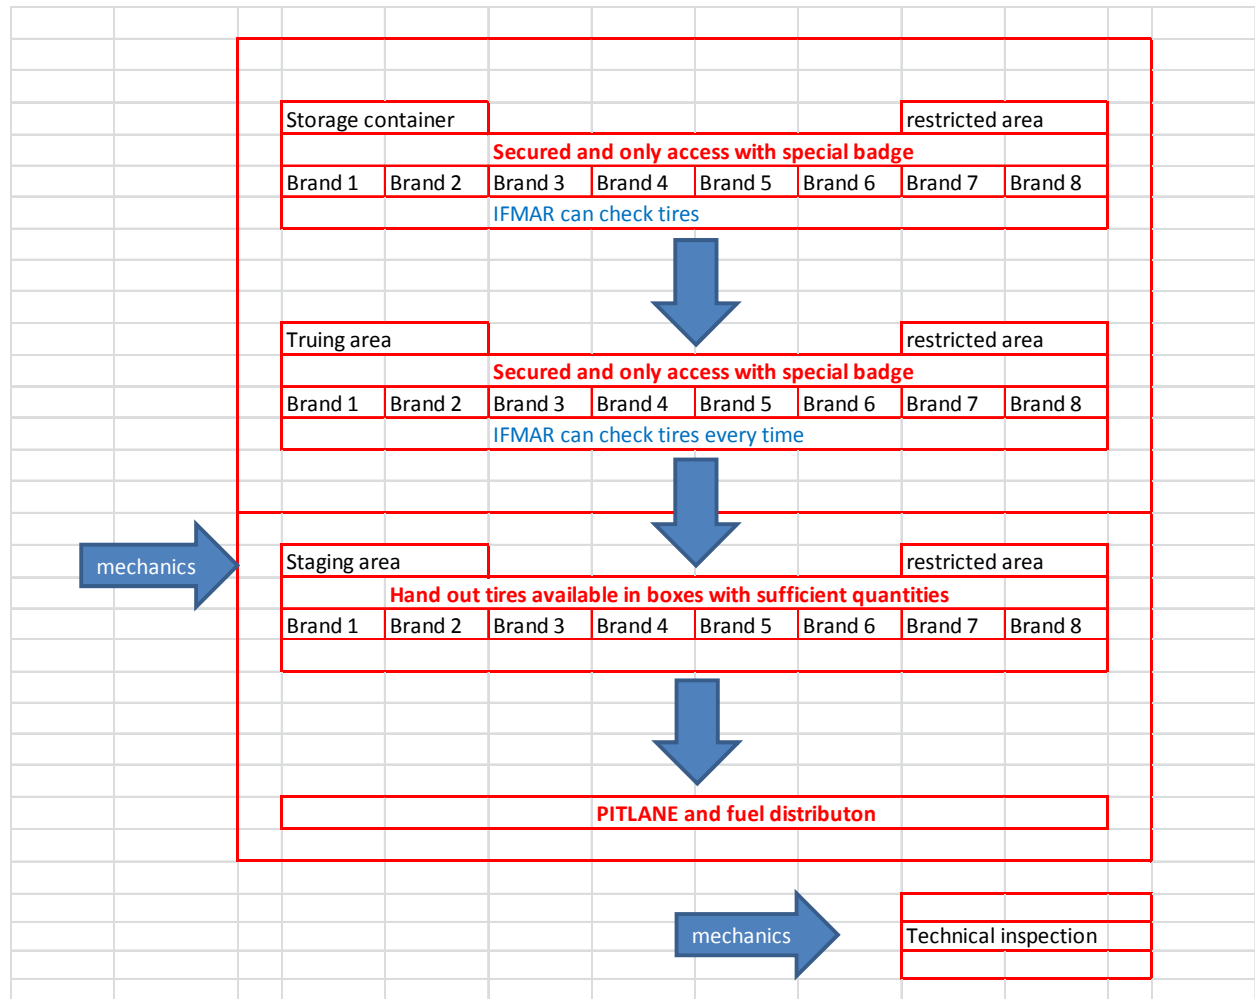 Storage container restricted area
Secured and only access with special badge
Brand 1 Brand 2 Brand 3 Brand 4 Brand 5 Brand 6 Brand 7 Brand 8
IFMAR can check tires
Truing area restricted area
Secured and only access with special badge
Brand 1 Brand 2 Brand 3 Brand 4 Brand 5 Brand 6 Brand 7 Brand 8
IFMAR can check tires every time
mechanics Staging area restricted area
Hand out tires available in boxes with sufficient quantities
Brand 1 Brand 2 Brand 3 Brand 4 Brand 5 Brand 6 Brand 7 Brand 8
PITLANE and fuel distributon
mechanics Technical inspection